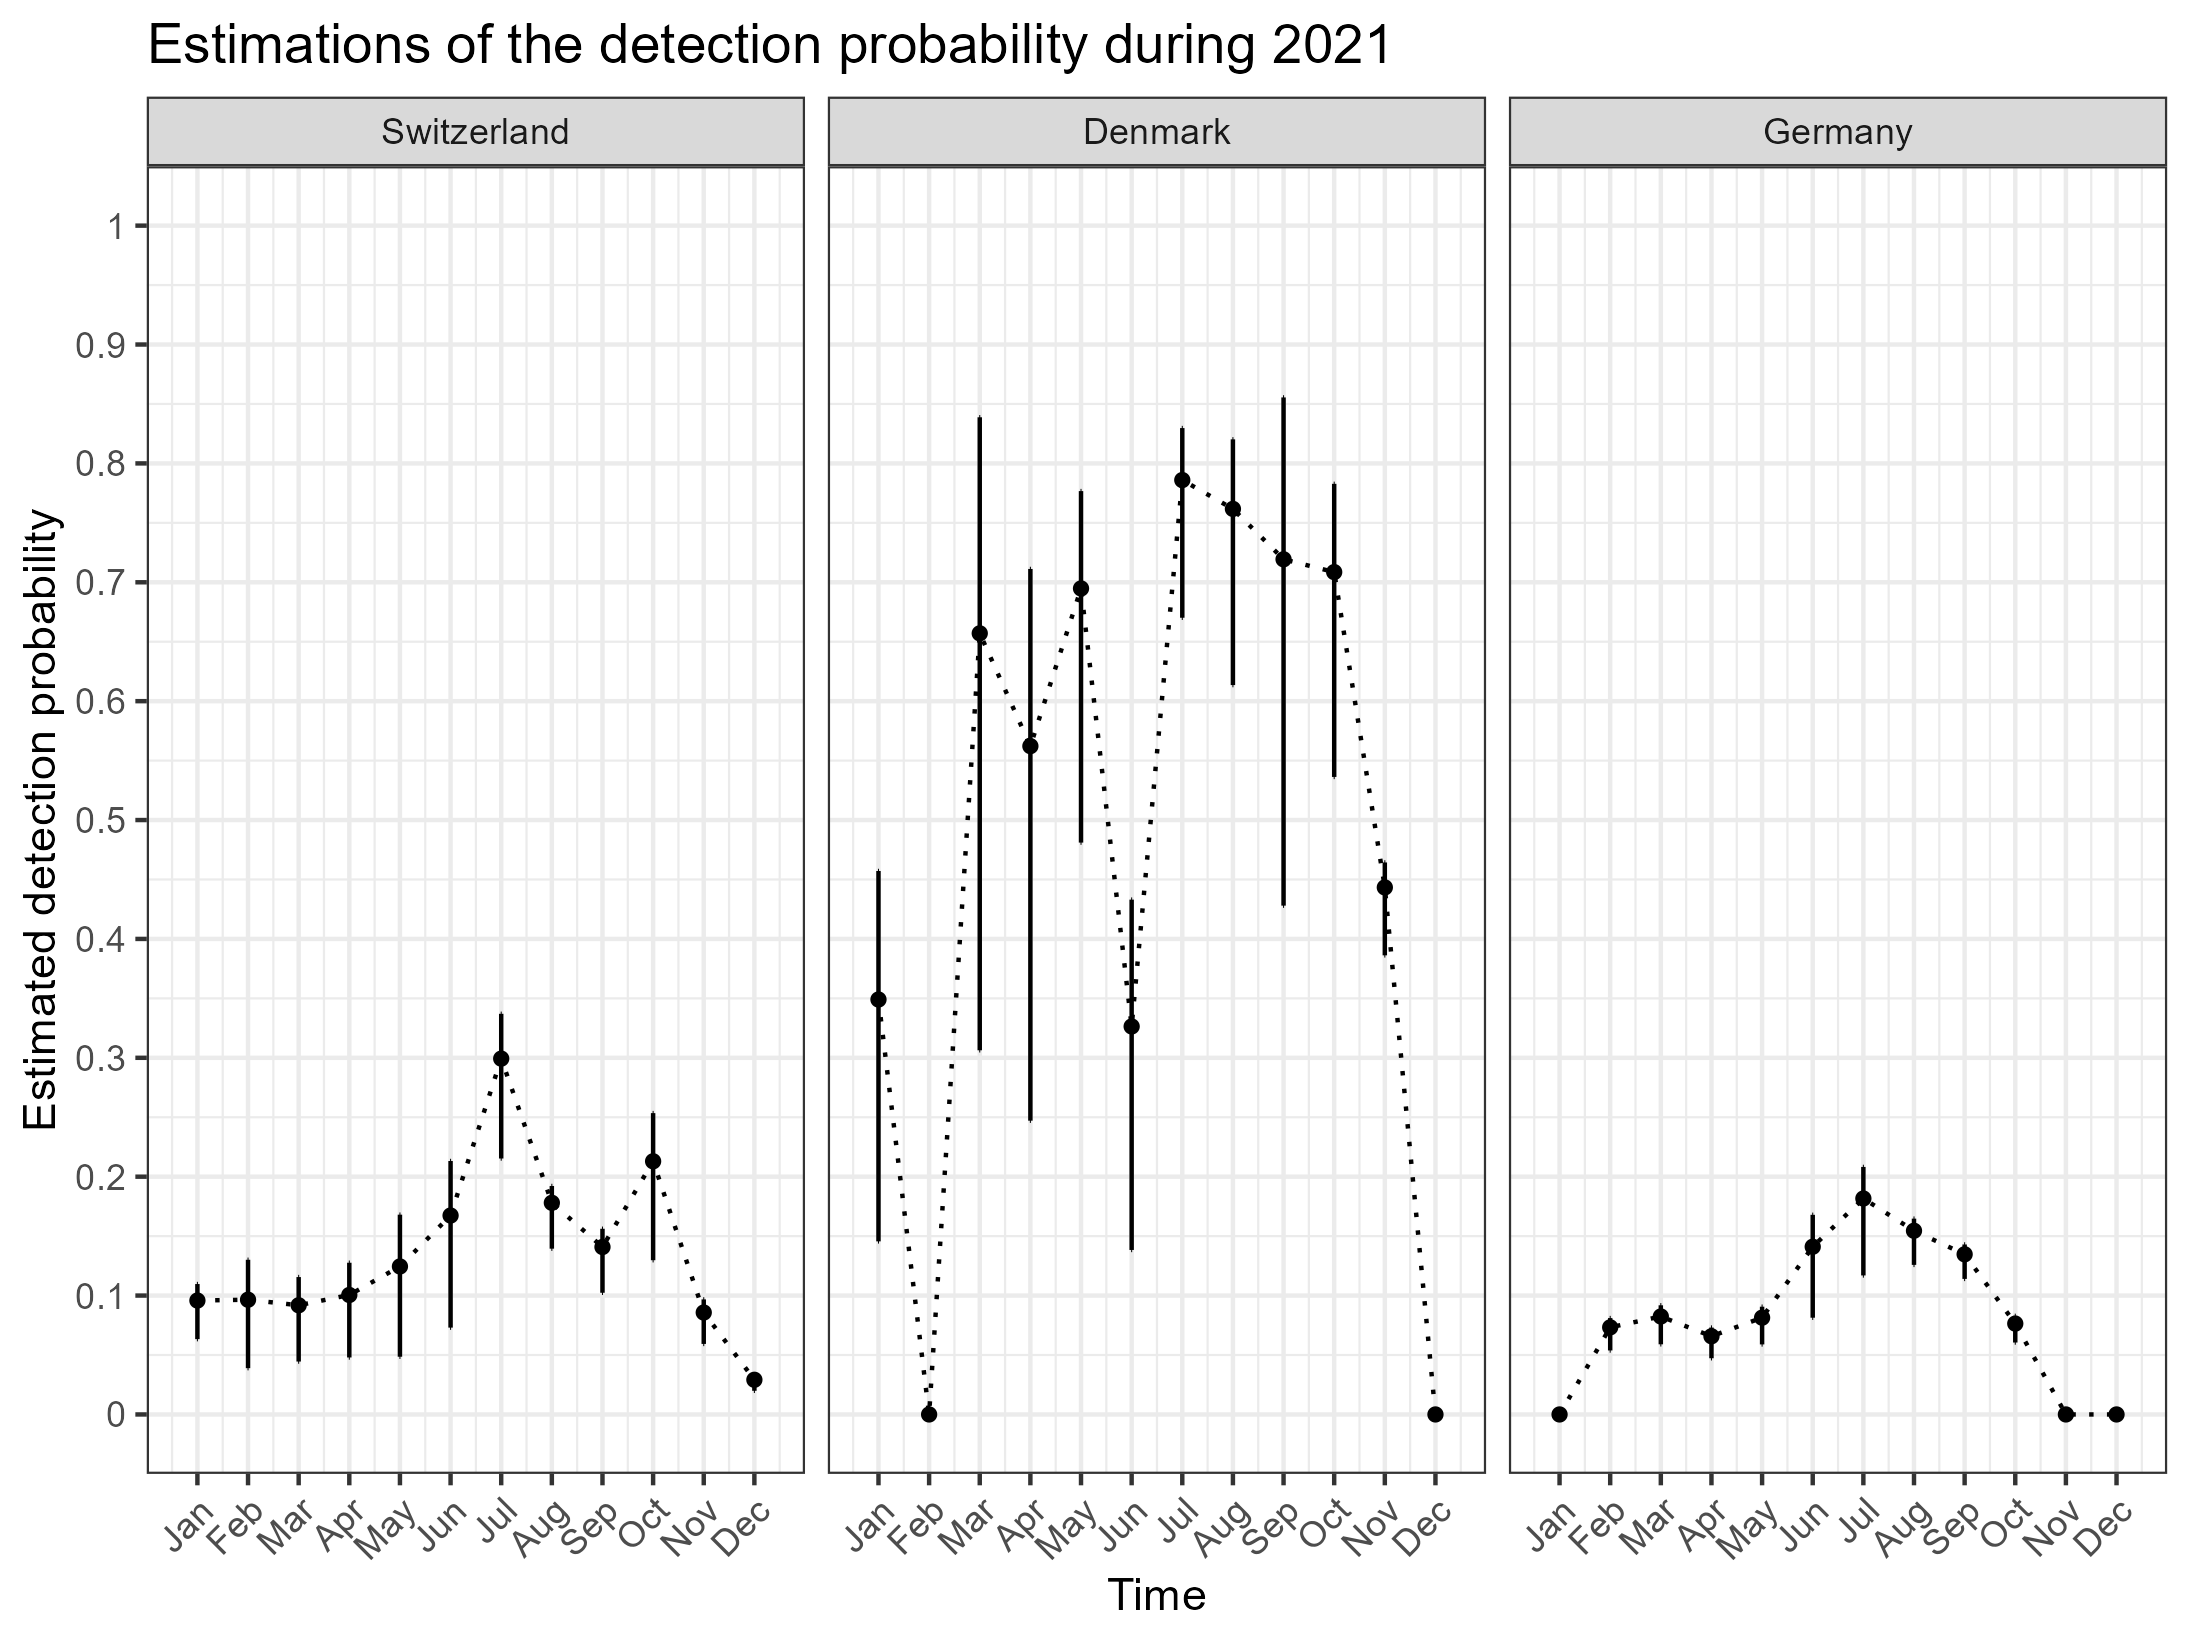 Estimations of the detection probability during 2021
Switzerland
Denmark
Germany
Estimated detection probability
1
0.9
0.8
0.7
0.6
0.5
0.4
0.3
0.2
0.1
0
Jan Feb Mar Apr May Jun Jul Aug Sep Oct Nov Dec
Jan Feb Mar Apr May Jun Jul Aug Sep Oct Nov Dec
Jan Feb Mar Apr May Jun Jul Aug Sep Oct Nov Dec
Time